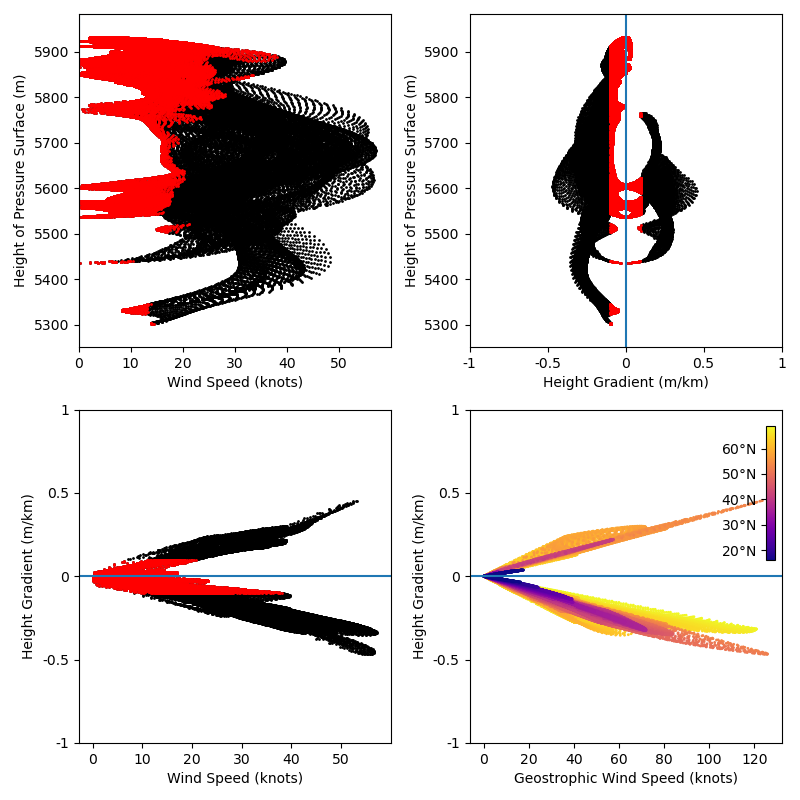 5900
5800
5700
5600
5500
5400
5300
Height of Pressure Surface (m)
0 10 20 30 40 50
Wind Speed (knots)
5900
5800
5700
5600
5500
5400
5300
Height of Pressure Surface (m)
-1 -0.5 0 0.5 1
Height Gradient (m/km)
1
0.5
0
-0.5
-1
Height Gradient (m/km)
0 10 20 30 40 50
Wind Speed (knots)
1
0.5
0
-0.5
-1
Height Gradient (m/km)
60°N
50°N
40°N
30°N
20°N
0 20 40 60 80 100 120
Geostrophic Wind Speed (knots)